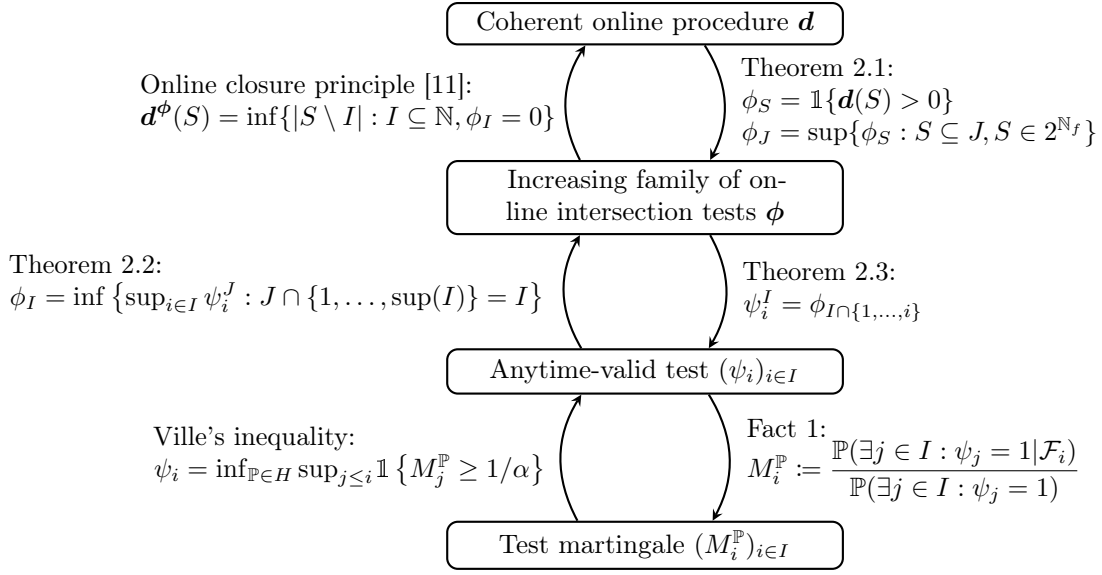 Coherent online procedure 𝒅
Online closure principle [11]:
𝒅^𝝓(S) = inf{|S \ I| : I ⊆ ℕ, ϕ_I = 0}
Theorem 2.1:
ϕ_S = 𝟙{𝒅(S) > 0}
ϕ_J = sup{ϕ_S : S ⊆ J, S ∈ 2^{ℕ_f}}
Increasing family of on-
line intersection tests 𝝓
Theorem 2.2:
ϕ_I = inf {sup_{i∈I} ψ_i^J : J ∩ {1, . . . , sup(I)} = I}
Theorem 2.3:
ψ_i^I = ϕ_{I∩{1,...,i}}
Anytime-valid test (ψ_i)_{i∈I}
Ville's inequality:
ψ_i = inf_{ℙ∈H} sup_{j≤i} 𝟙 {M_j^ℙ ≥ 1/α}
Fact 1:
M_i^ℙ := ℙ(∃j ∈ I : ψ_j = 1|ℱ_i) / ℙ(∃j ∈ I : ψ_j = 1)
Test martingale (M_i^ℙ)_{i∈I}